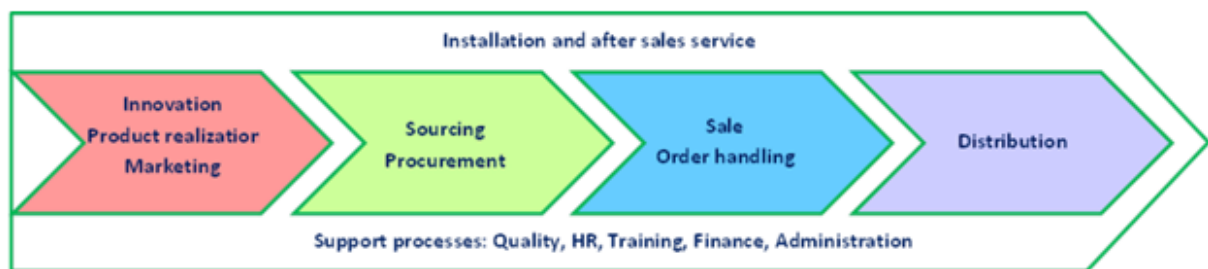 Installation and after sales service
Innovation
Product realization
Marketing
Sourcing
Procurement
Sale
Order handling
Distribution
Support processes: Quality, HR, Training, Finance, Administration